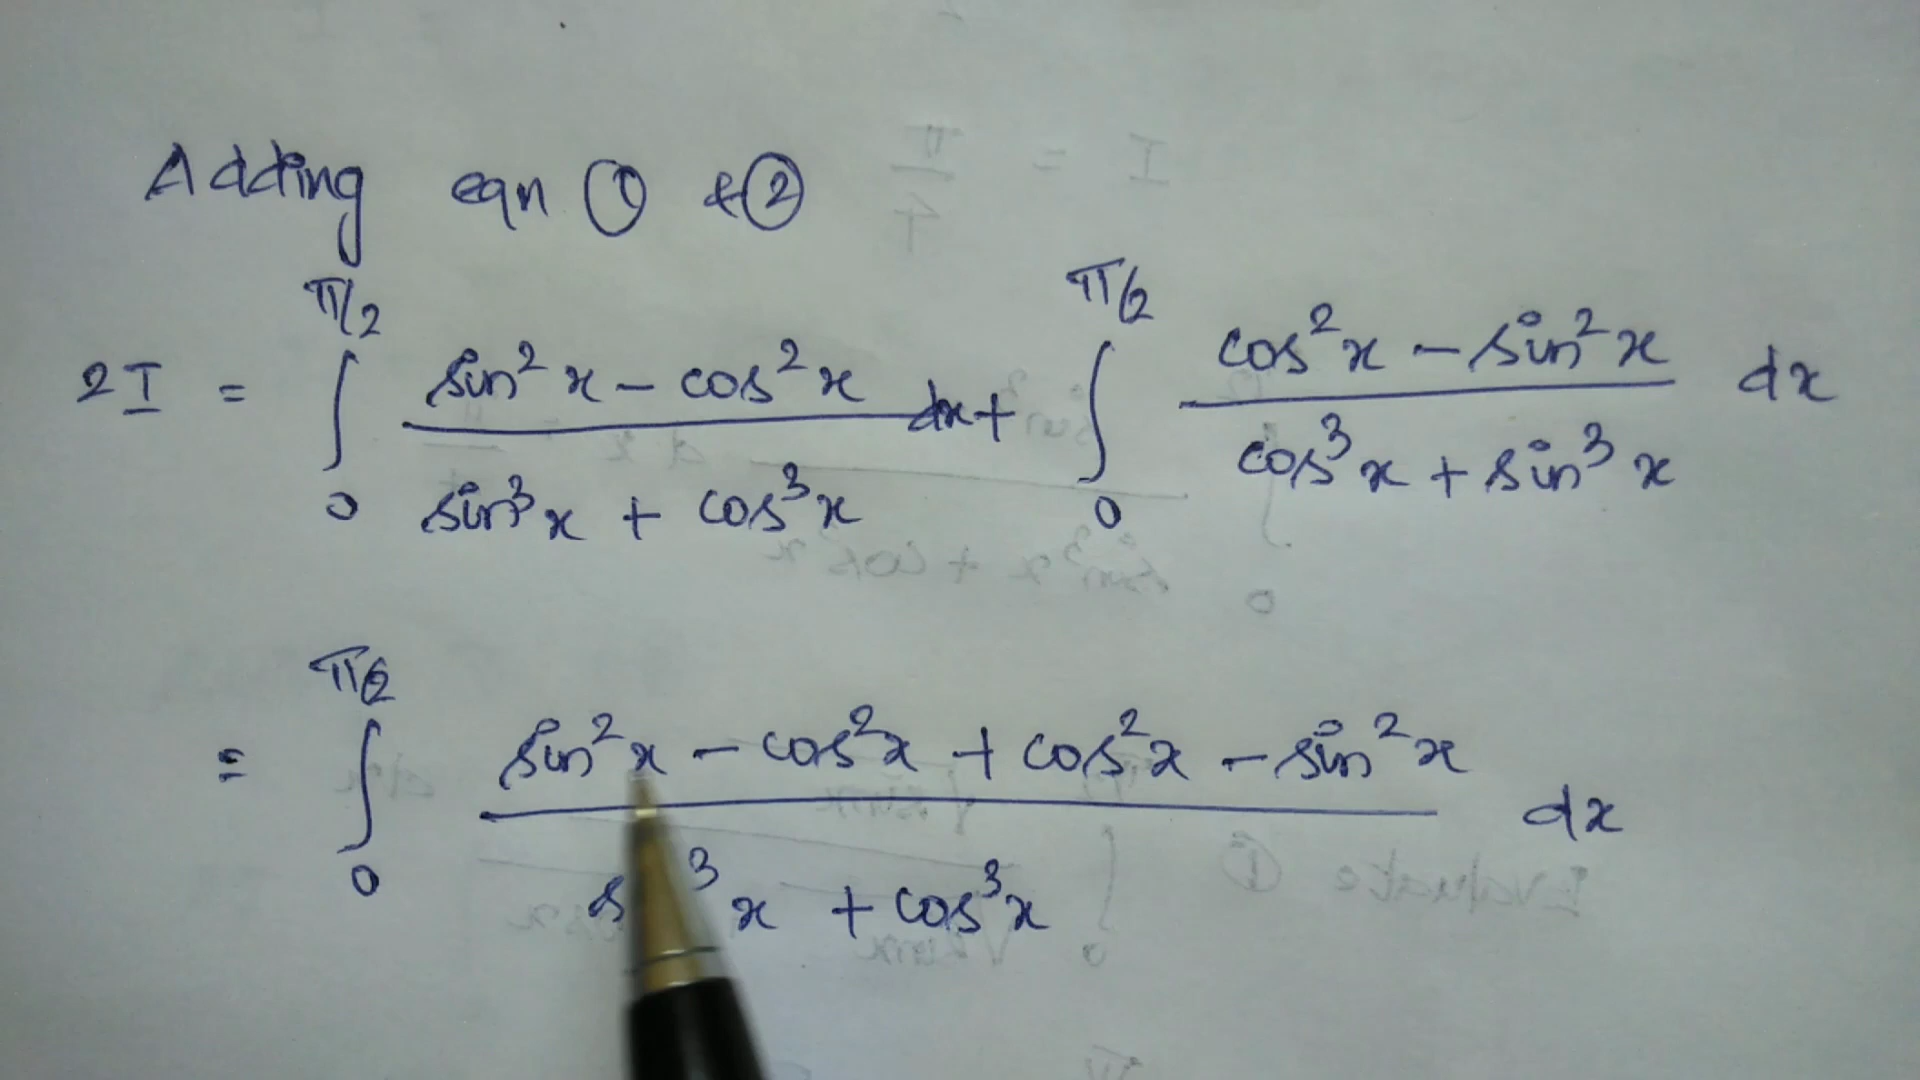 Adding eqn ① & ②
2I = ∫₀^π/2 (sin²x − cos²x)/(sin³x + cos³x) dx + ∫₀^π/2 (cos²x − sin²x)/(cos³x + sin³x) dx
= ∫₀^π/2 (sin²x − cos²x + cos²x − sin²x)/(s ³x + cos³x) dx